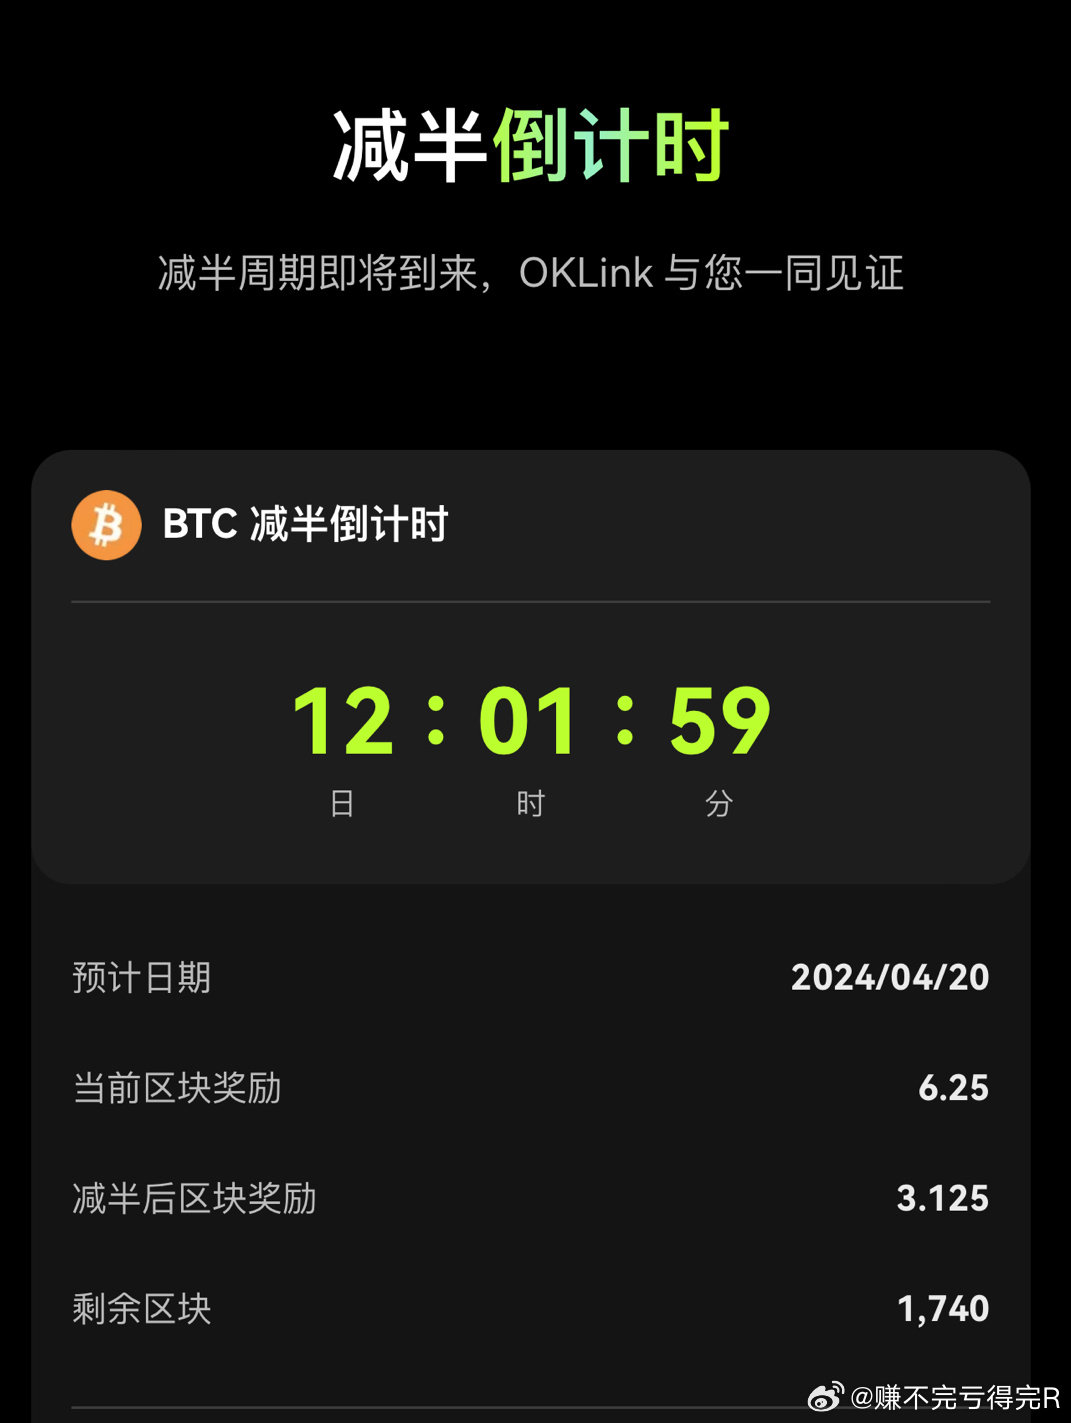 减半倒计时
减半周期即将到来，OKLink 与您一同见证
BTC 减半倒计时
12 : 01 : 59
日 时 分
预计日期 2024/04/20
当前区块奖励 6.25
减半后区块奖励 3.125
剩余区块 1,740
@赚不完亏得完R